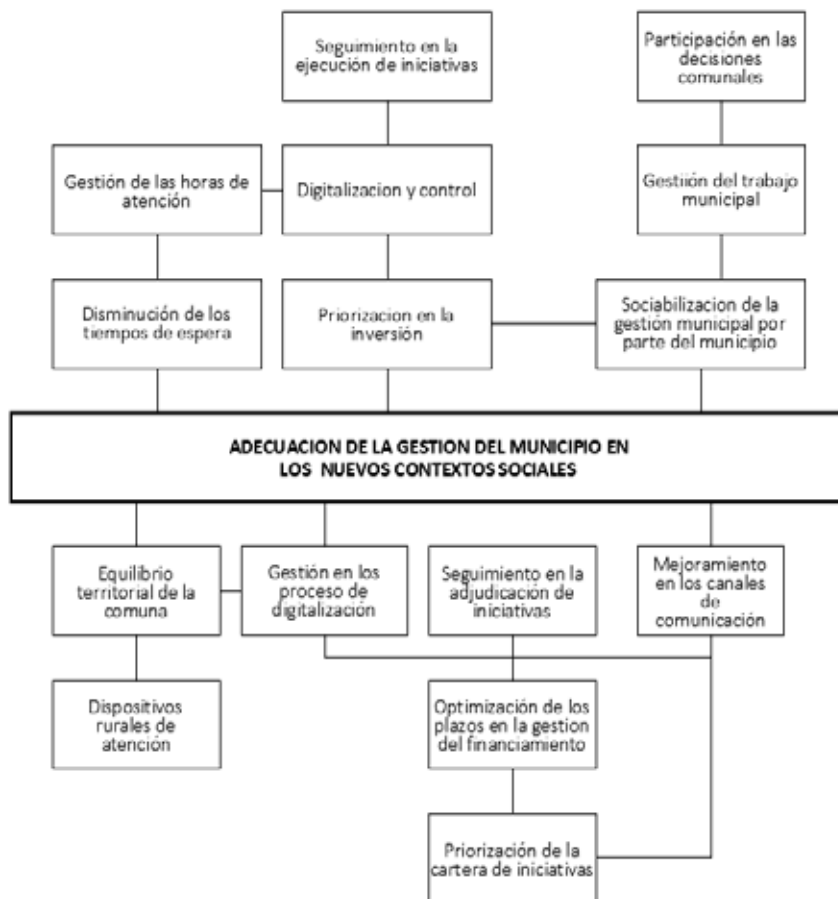 Seguimiento en la
ejecución de iniciativas
Participación en las
decisiones
comunales
Gestión de las horas de
atención
Digitalizacion y control
Gestiión del trabajo
municipal
Disminución de los
tiempos de espera
Priorizacion en la
inversión
Sociabilizacion de la
gestión municipal por
parte del municipio
ADECUACION DE LA GESTION DEL MUNICIPIO EN
LOS NUEVOS CONTEXTOS SOCIALES
Equilibrio
territorial de la
comuna
Gestión en los
proceso de
digitalización
Seguimiento en la
adjudicación de
iniciativas
Mejoramiento
en los canales
de
comunicación
Dispositivos
rurales de
atención
Optimización de los
plazos en la gestion
del financiamiento
Priorización de la
cartera de iniciativas